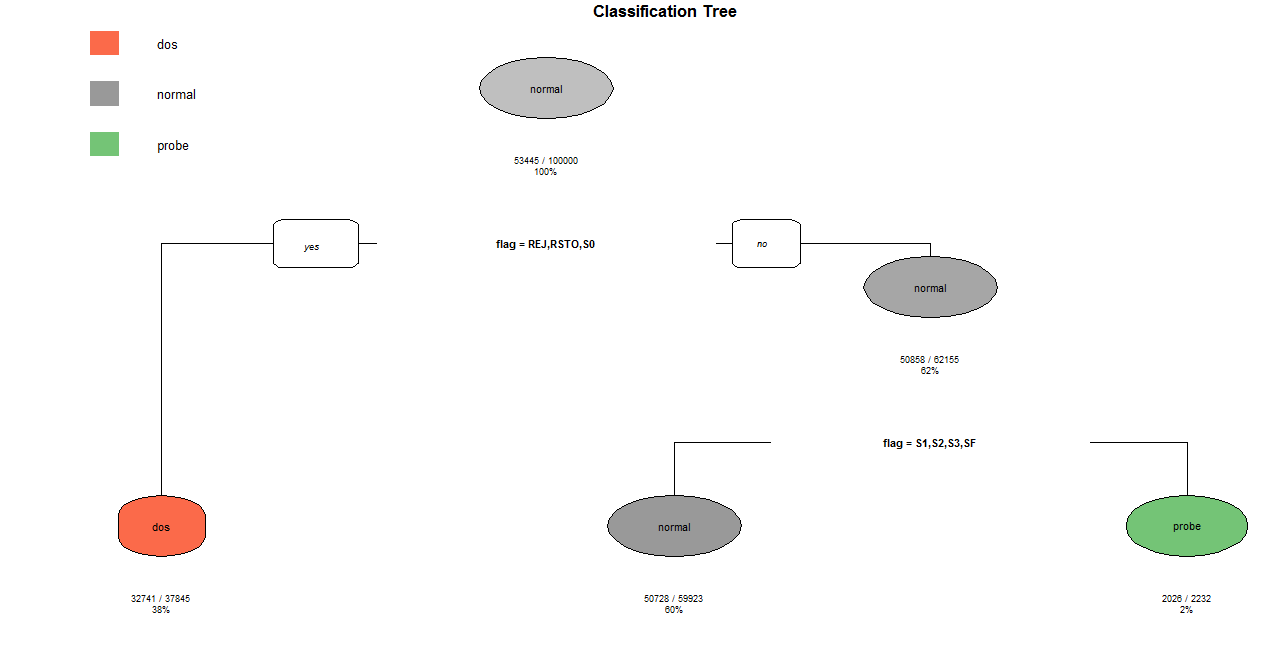 Classification Tree
dos
normal
probe
normal
53445 / 100000
100%
yes
flag = REJ,RSTO,S0
no
normal
50858 / 62155
62%
flag = S1,S2,S3,SF
dos
normal
probe
32741 / 37845
38%
50728 / 59923
60%
2026 / 2232
2%